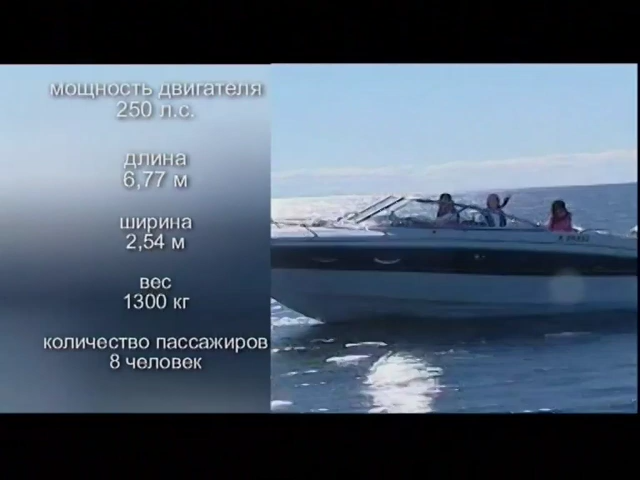 мощность двигателя
250 л.с.
длина
6,77 м
ширина
2,54 м
вес
1300 кг
количество пассажиров
8 человек